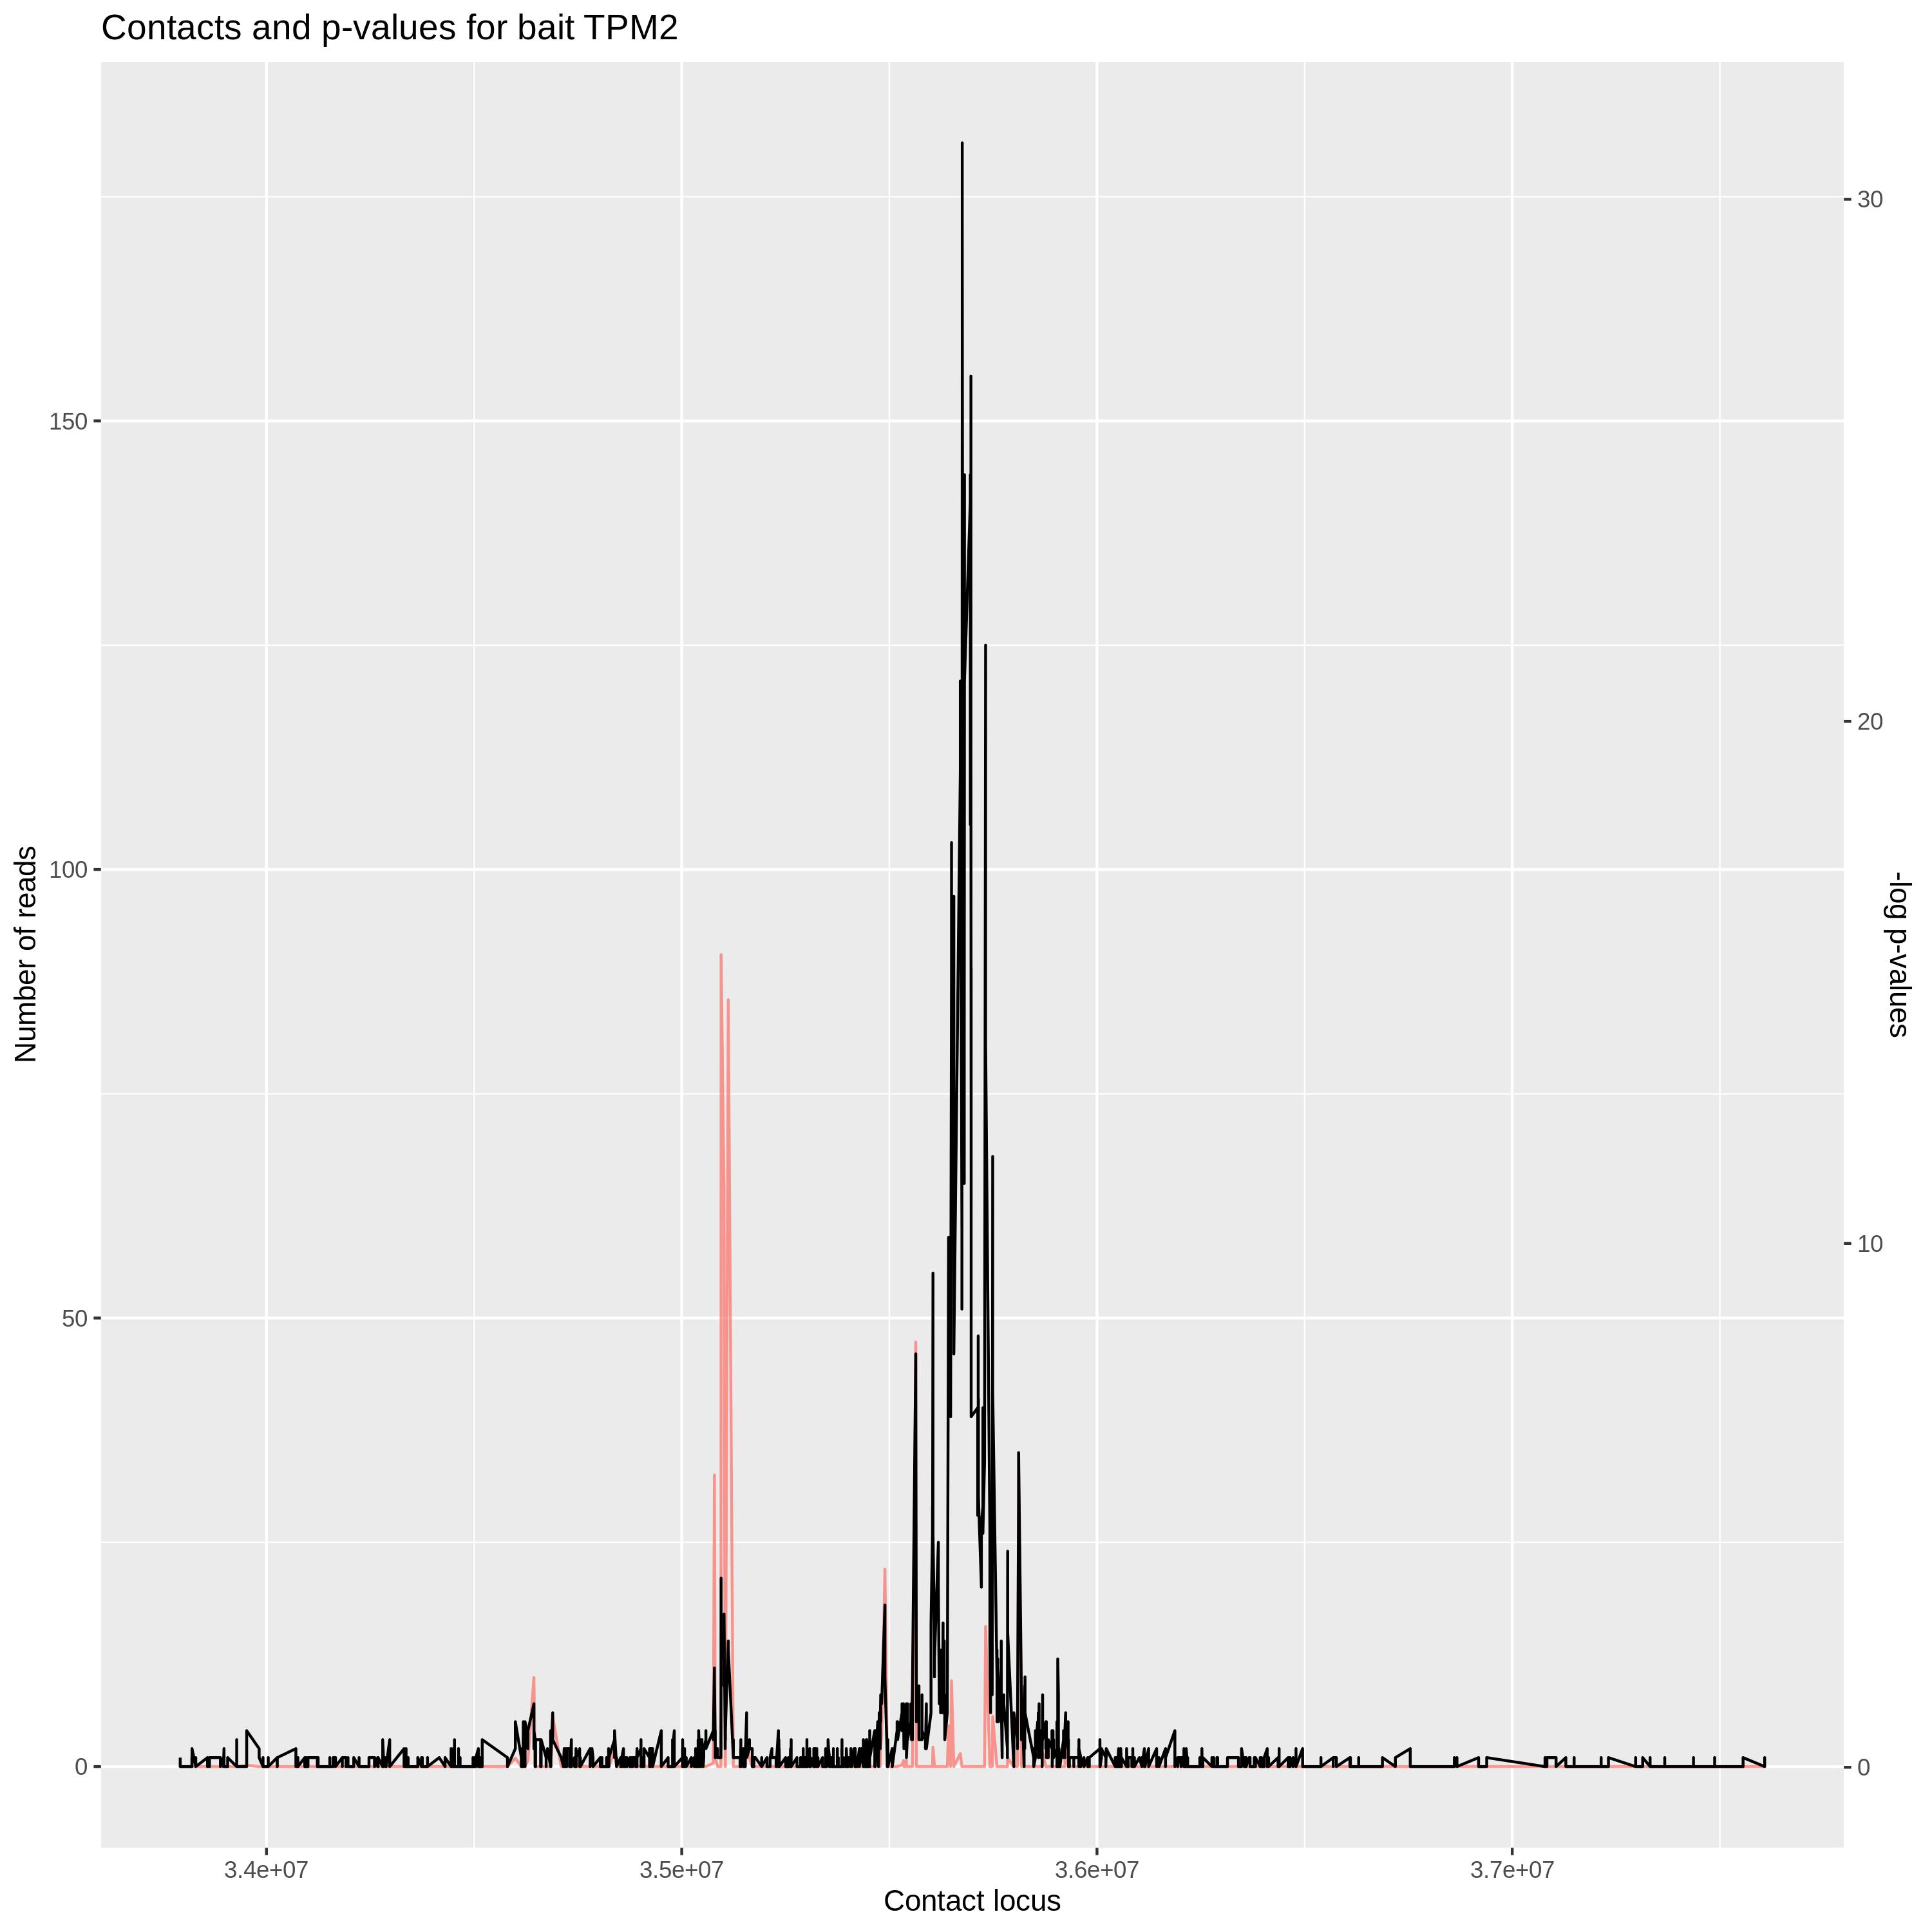 Contacts and p-values for bait TPM2
150
100
50
0
30
20
10
0
Number of reads
-log p-values
3.4e+07 3.5e+07 3.6e+07 3.7e+07
Contact locus